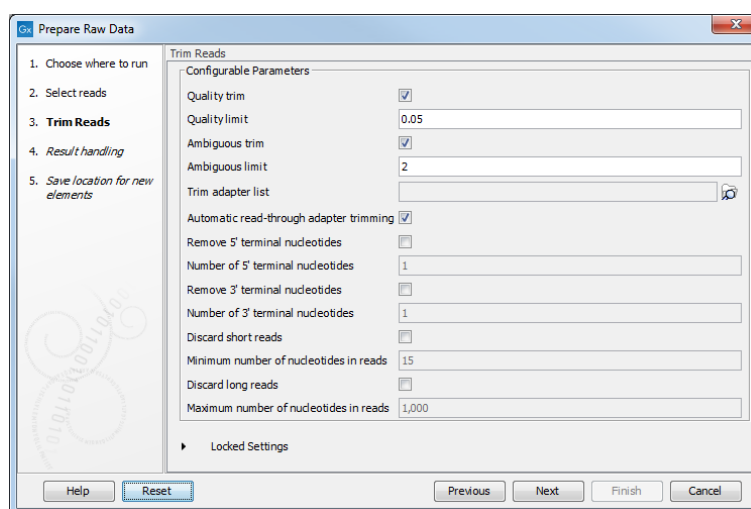 Gx Prepare Raw Data
1. Choose where to run
2. Select reads
3. Trim Reads
4. Result handling
5. Save location for new
elements
Trim Reads
Configurable Parameters
Quality trim
Quality limit 0.05
Ambiguous trim
Ambiguous limit 2
Trim adapter list
Automatic read-through adapter trimming
Remove 5' terminal nucleotides
Number of 5' terminal nucleotides 1
Remove 3' terminal nucleotides
Number of 3' terminal nucleotides 1
Discard short reads
Minimum number of nucleotides in reads 15
Discard long reads
Maximum number of nucleotides in reads 1,000
Locked Settings
Help Reset Previous Next Finish Cancel